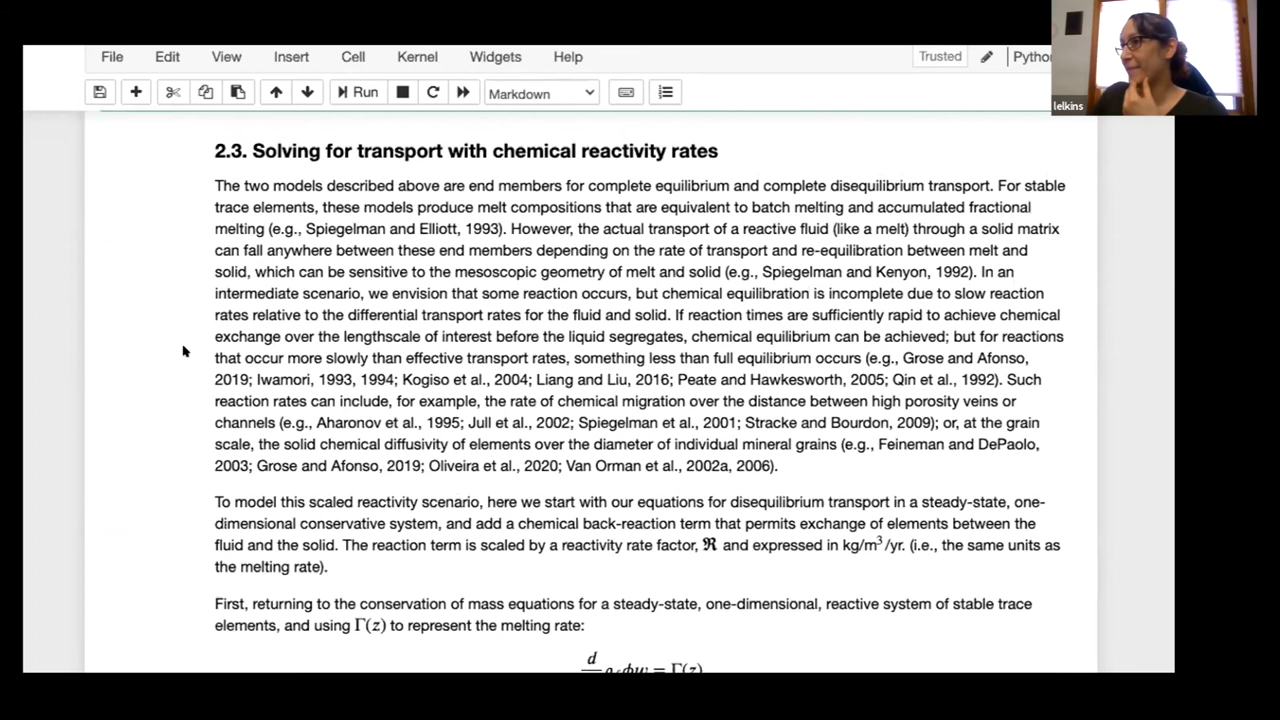 File Edit View Insert Cell Kernel Widgets Help Trusted Python
Run Markdown
lelkins
2.3. Solving for transport with chemical reactivity rates
The two models described above are end members for complete equilibrium and complete disequilibrium transport. For stable
trace elements, these models produce melt compositions that are equivalent to batch melting and accumulated fractional
melting (e.g., Spiegelman and Elliott, 1993). However, the actual transport of a reactive fluid (like a melt) through a solid matrix
can fall anywhere between these end members depending on the rate of transport and re-equilibration between melt and
solid, which can be sensitive to the mesoscopic geometry of melt and solid (e.g., Spiegelman and Kenyon, 1992). In an
intermediate scenario, we envision that some reaction occurs, but chemical equilibration is incomplete due to slow reaction
rates relative to the differential transport rates for the fluid and solid. If reaction times are sufficiently rapid to achieve chemical
exchange over the lengthscale of interest before the liquid segregates, chemical equilibrium can be achieved; but for reactions
that occur more slowly than effective transport rates, something less than full equilibrium occurs (e.g., Grose and Afonso,
2019; Iwamori, 1993, 1994; Kogiso et al., 2004; Liang and Liu, 2016; Peate and Hawkesworth, 2005; Qin et al., 1992). Such
reaction rates can include, for example, the rate of chemical migration over the distance between high porosity veins or
channels (e.g., Aharonov et al., 1995; Jull et al., 2002; Spiegelman et al., 2001; Stracke and Bourdon, 2009); or, at the grain
scale, the solid chemical diffusivity of elements over the diameter of individual mineral grains (e.g., Feineman and DePaolo,
2003; Grose and Afonso, 2019; Oliveira et al., 2020; Van Orman et al., 2002a, 2006).
To model this scaled reactivity scenario, here we start with our equations for disequilibrium transport in a steady-state, one-
dimensional conservative system, and add a chemical back-reaction term that permits exchange of elements between the
fluid and the solid. The reaction term is scaled by a reactivity rate factor, ℜ and expressed in kg/m³/yr. (i.e., the same units as
the melting rate).
First, returning to the conservation of mass equations for a steady-state, one-dimensional, reactive system of stable trace
elements, and using Γ(z) to represent the melting rate:
d
ρfϕw = Γ(z)